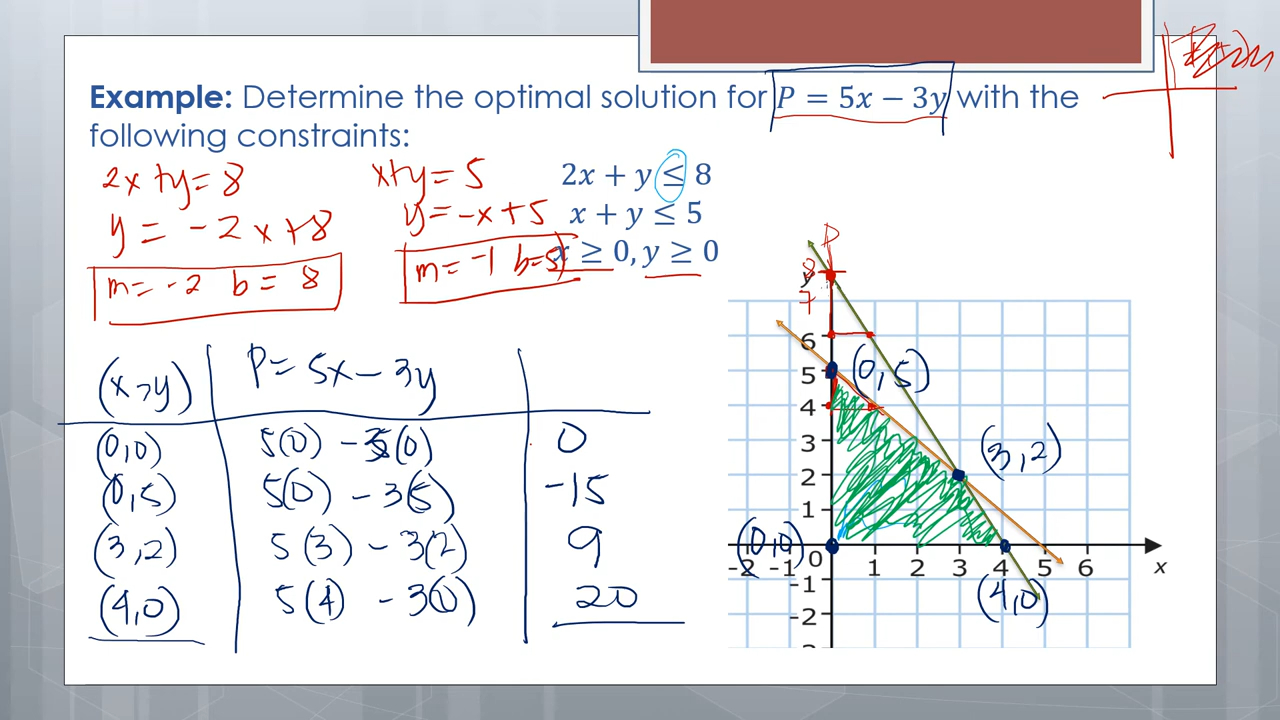 Example: Determine the optimal solution for P = 5x − 3y with the
following constraints:
2x + y = 8
y = -2x + 8
m = -2 b = 8
x+y = 5
y = -x + 5
m = -1 b = 5
2x + y ≤ 8
x + y ≤ 5
x ≥ 0, y ≥ 0
(x,y) P = 5x - 3y
(0,0) 5(0) - 3(0) 0
(0,5) 5(0) - 3(5) -15
(3,2) 5(3) - 3(2) 9
(4,0) 5(4) - 3(0) 20
8
y
7
6
5 (0,5)
4
3 (3,2)
2
1
(0,0)
-2 -1 0 1 2 3 4 5 6 x
-1 (4,0)
-2